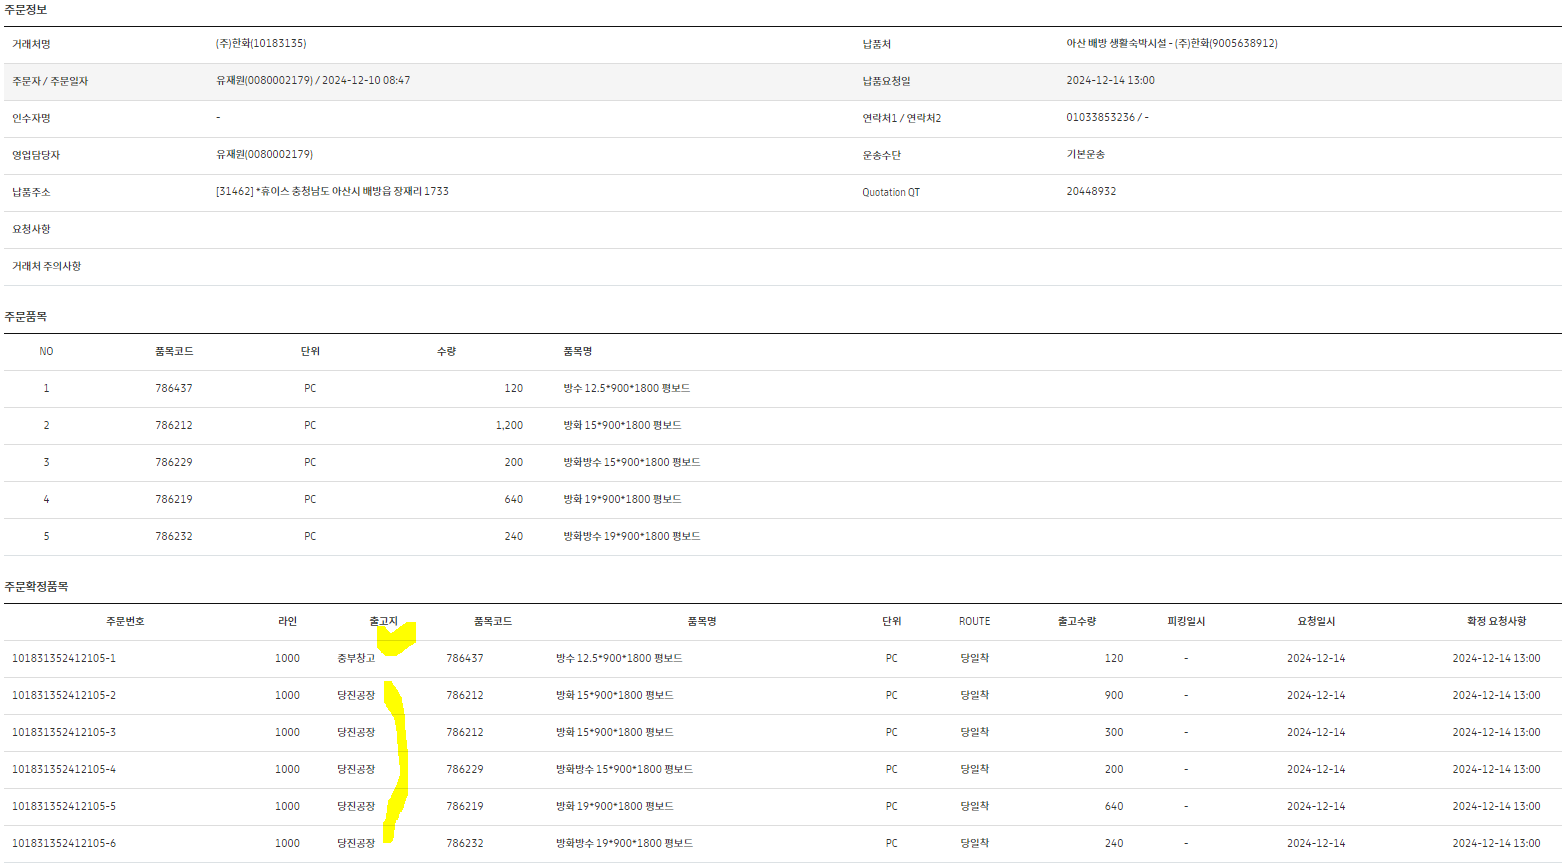 주문정보
거래처명 (주)한화(10183135) 납품처 아산 배방 생활숙박시설 - (주)한화(9005638912)
주문자 / 주문일자 유재원(0080002179) / 2024-12-10 08:47 납품요청일 2024-12-14 13:00
인수자명 - 연락처1 / 연락처2 01033853236 / -
영업담당자 유재원(0080002179) 운송수단 기본운송
납품주소 [31462] *휴이스 충청남도 아산시 배방읍 장재리 1733 Quotation QT 20448932
요청사항
거래처 주의사항
주문품목
NO 품목코드 단위 수량 품목명
1 786437 PC 120 방수 12.5*900*1800 평보드
2 786212 PC 1,200 방화 15*900*1800 평보드
3 786229 PC 200 방화방수 15*900*1800 평보드
4 786219 PC 640 방화 19*900*1800 평보드
5 786232 PC 240 방화방수 19*900*1800 평보드
주문확정품목
주문번호 라인 출고지 품목코드 품목명 단위 ROUTE 출고수량 피킹일시 요청일시 확정 요청사항
101831352412105-1 1000 중부창고 786437 방수 12.5*900*1800 평보드 PC 당일착 120 - 2024-12-14 2024-12-14 13:00
101831352412105-2 1000 당진공장 786212 방화 15*900*1800 평보드 PC 당일착 900 - 2024-12-14 2024-12-14 13:00
101831352412105-3 1000 당진공장 786212 방화 15*900*1800 평보드 PC 당일착 300 - 2024-12-14 2024-12-14 13:00
101831352412105-4 1000 당진공장 786229 방화방수 15*900*1800 평보드 PC 당일착 200 - 2024-12-14 2024-12-14 13:00
101831352412105-5 1000 당진공장 786219 방화 19*900*1800 평보드 PC 당일착 640 - 2024-12-14 2024-12-14 13:00
101831352412105-6 1000 당진공장 786232 방화방수 19*900*1800 평보드 PC 당일착 240 - 2024-12-14 2024-12-14 13:00